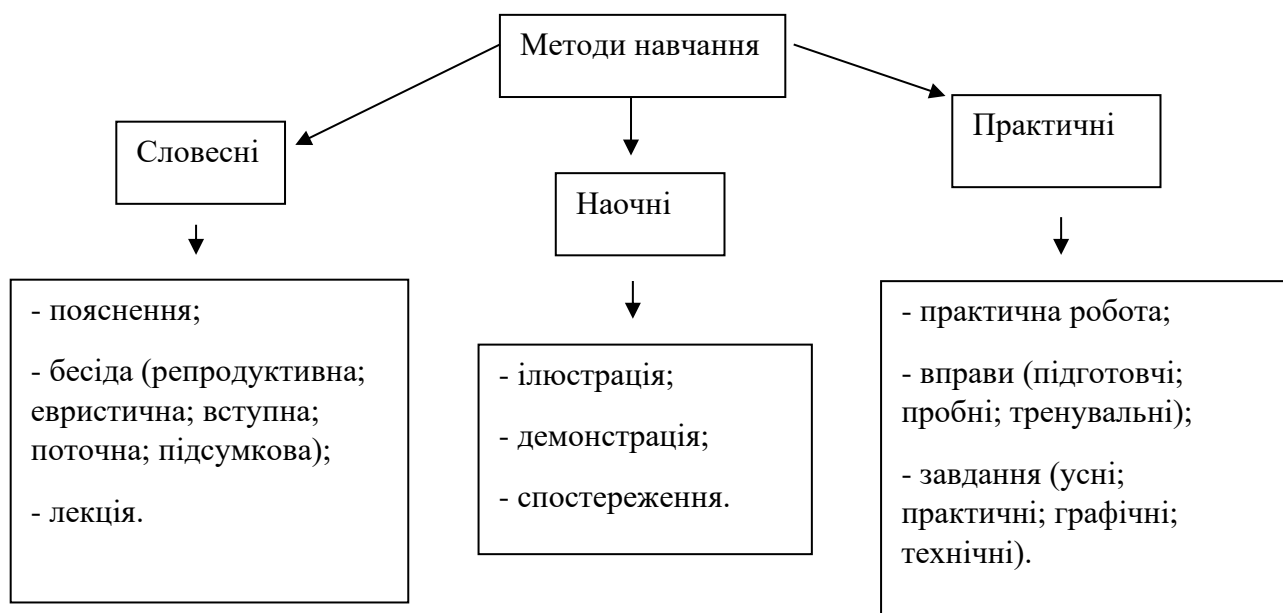 Методи навчання
Словесні
Наочні
Практичні
- пояснення;
- бесіда (репродуктивна;
евристична; вступна;
поточна; підсумкова);
- лекція.
- ілюстрація;
- демонстрація;
- спостереження.
- практична робота;
- вправи (підготовчі;
пробні; тренувальні);
- завдання (усні;
практичні; графічні;
технічні).